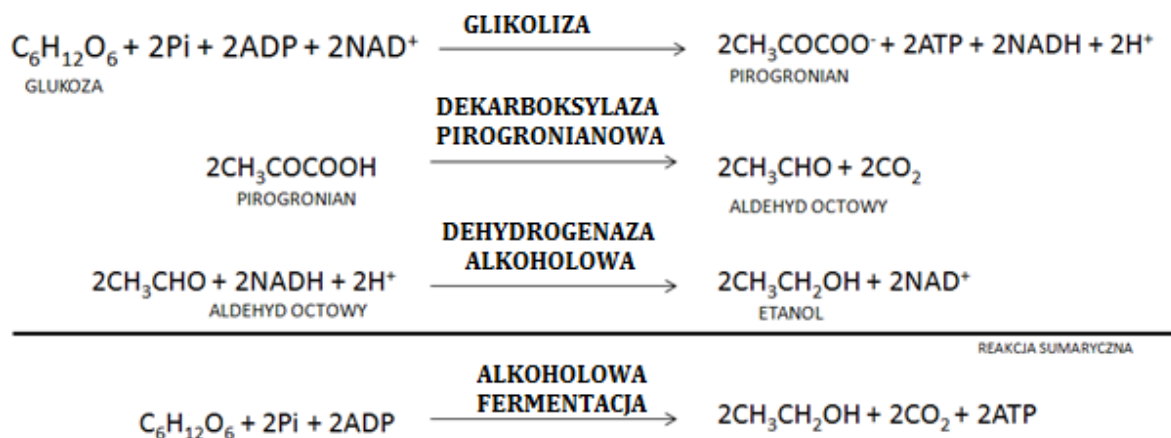 GLIKOLIZA
C₆H₁₂O₆ + 2Pi + 2ADP + 2NAD⁺ → 2CH₃COCOO⁻ + 2ATP + 2NADH + 2H⁺
GLUKOZA PIROGRONIAN
DEKARBOKSYLAZA
PIROGRONIANOWA
2CH₃COCOOH → 2CH₃CHO + 2CO₂
PIROGRONIAN ALDEHYD OCTOWY
DEHYDROGENAZA
ALKOHOLOWA
2CH₃CHO + 2NADH + 2H⁺ → 2CH₃CH₂OH + 2NAD⁺
ALDEHYD OCTOWY ETANOL
REAKCJA SUMARYCZNA
ALKOHOLOWA
FERMENTACJA
C₆H₁₂O₆ + 2Pi + 2ADP → 2CH₃CH₂OH + 2CO₂ + 2ATP